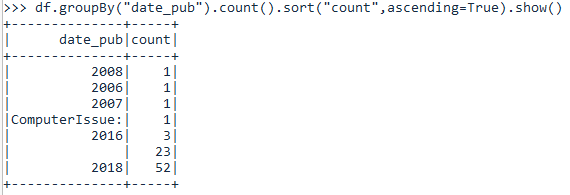 >>> df.groupBy("date_pub").count().sort("count",ascending=True).show()
+--------------+-----+
|      date_pub|count|
+--------------+-----+
|          2008|    1|
|          2006|    1|
|          2007|    1|
|ComputerIssue:|    1|
|          2016|    3|
|              |   23|
|          2018|   52|
+--------------+-----+